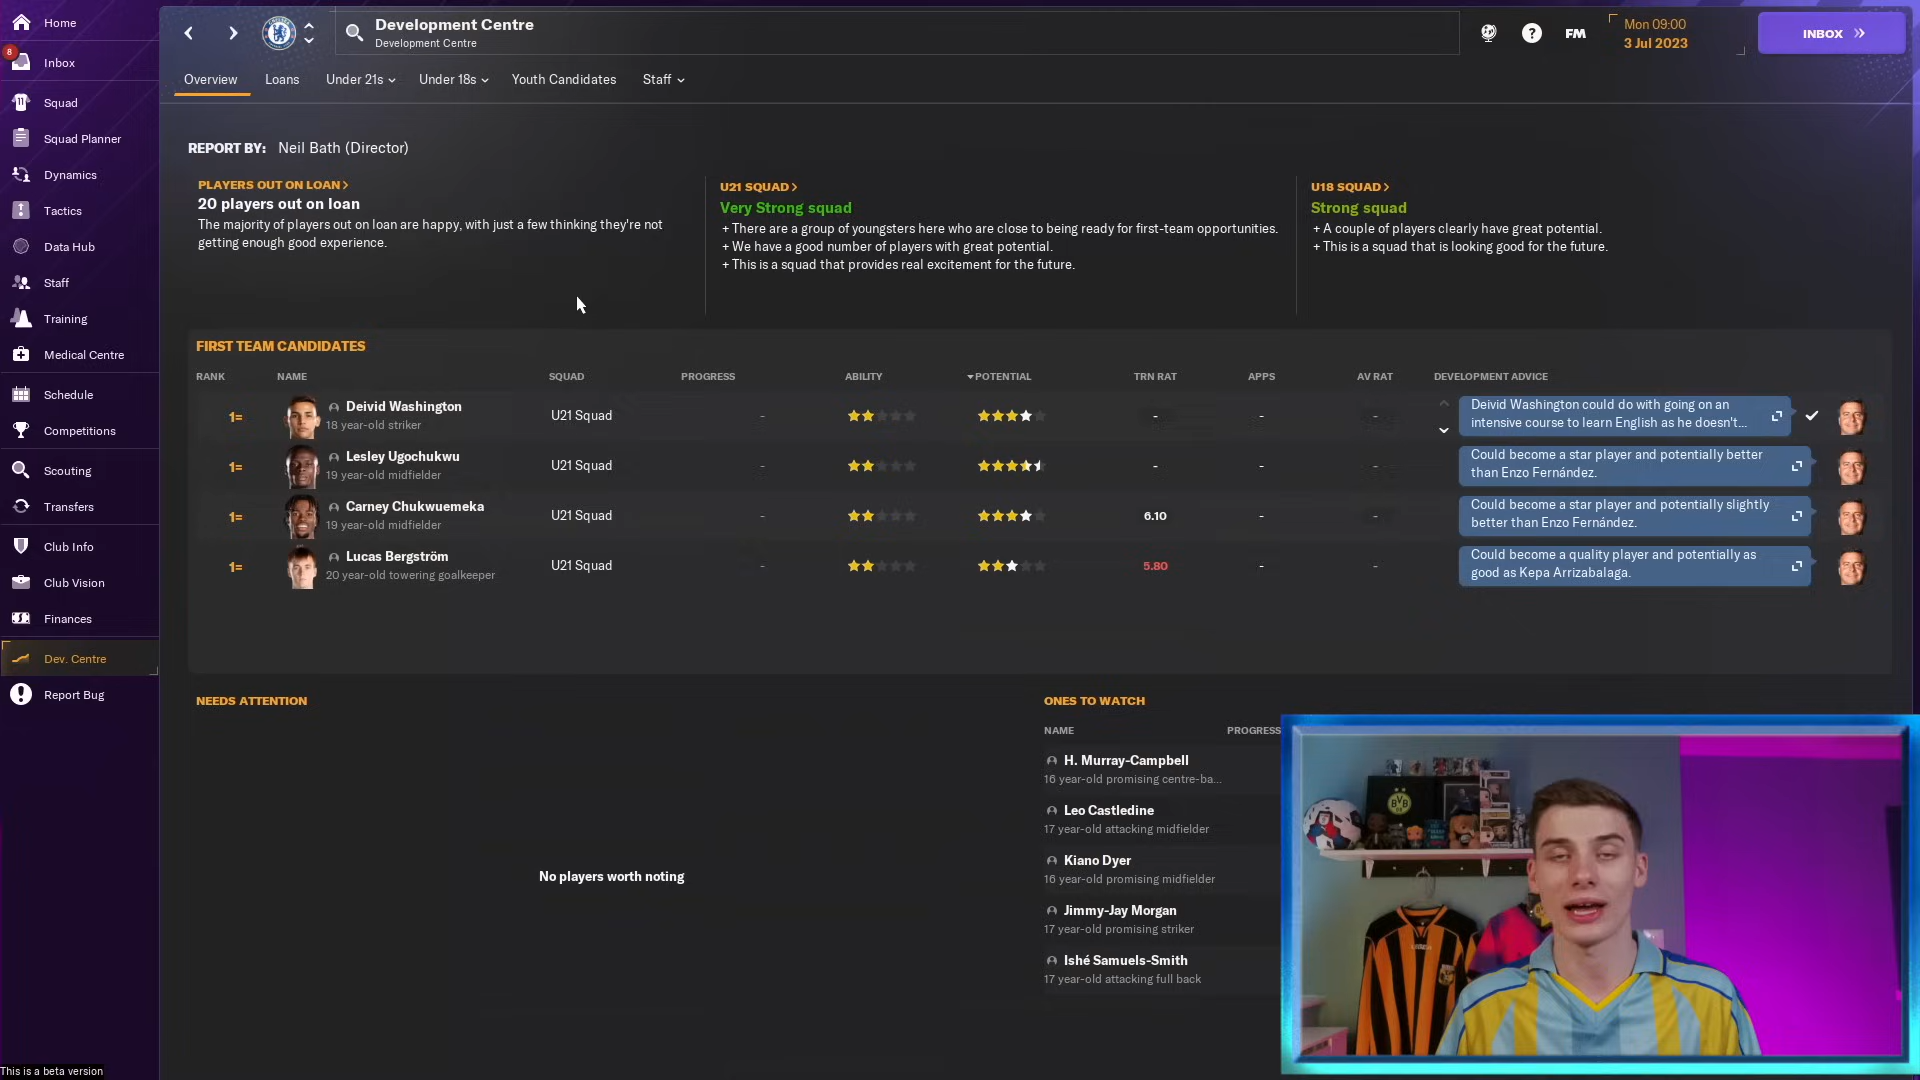 Home
8
Inbox
Squad
Squad Planner
Dynamics
Tactics
Data Hub
Staff
Training
Medical Centre
Schedule
Competitions
Scouting
Transfers
Club Info
Club Vision
Finances
Dev. Centre
Report Bug
This is a beta version
Development Centre
Development Centre
FM
Mon 09:00
3 Jul 2023
INBOX
Overview
Loans
Under 21s
Under 18s
Youth Candidates
Staff
REPORT BY: Neil Bath (Director)
PLAYERS OUT ON LOAN >
20 players out on loan
The majority of players out on loan are happy, with just a few thinking they're not
getting enough good experience.
U21 SQUAD >
Very Strong squad
+ There are a group of youngsters here who are close to being ready for first-team opportunities.
+ We have a good number of players with great potential.
+ This is a squad that provides real excitement for the future.
U18 SQUAD >
Strong squad
+ A couple of players clearly have great potential.
+ This is a squad that is looking good for the future.
FIRST TEAM CANDIDATES
RANK NAME SQUAD PROGRESS ABILITY POTENTIAL TRN RAT APPS AV RAT DEVELOPMENT ADVICE
1= Deivid Washington
18 year-old striker
U21 Squad - - - -
Deivid Washington could do with going on an
intensive course to learn English as he doesn't...
1= Lesley Ugochukwu
19 year-old midfielder
U21 Squad - - - -
Could become a star player and potentially better
than Enzo Fernández.
1= Carney Chukwuemeka
19 year-old midfielder
U21 Squad - 6.10 - -
Could become a star player and potentially slightly
better than Enzo Fernández.
1= Lucas Bergström
20 year-old towering goalkeeper
U21 Squad - 5.80 - -
Could become a quality player and potentially as
good as Kepa Arrizabalaga.
NEEDS ATTENTION
No players worth noting
ONES TO WATCH
NAME PROGRESS
H. Murray-Campbell
16 year-old promising centre-ba...
Leo Castledine
17 year-old attacking midfielder
Kiano Dyer
16 year-old promising midfielder
Jimmy-Jay Morgan
17 year-old promising striker
Ishé Samuels-Smith
17 year-old attacking full back
BVB